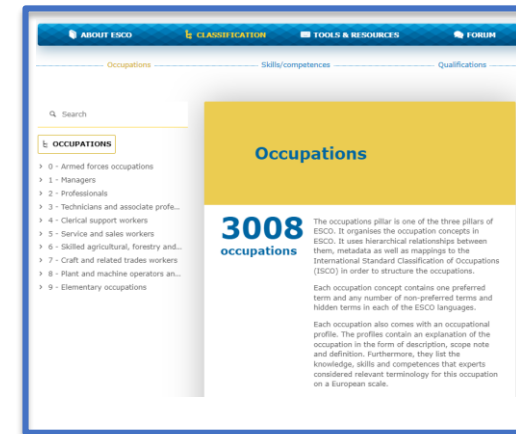 ABOUT ESCO CLASSIFICATION TOOLS & RESOURCES FORUM
Occupations Skills/competences Qualifications
Search
OCCUPATIONS
0 - Armed forces occupations
1 - Managers
2 - Professionals
3 - Technicians and associate profe...
4 - Clerical support workers
5 - Service and sales workers
6 - Skilled agricultural, forestry and...
7 - Craft and related trades workers
8 - Plant and machine operators an...
9 - Elementary occupations
Occupations
3008
occupations
The occupations pillar is one of the three pillars of
ESCO. It organises the occupation concepts in
ESCO. It uses hierarchical relationships between
them, metadata as well as mappings to the
International Standard Classification of Occupations
(ISCO) in order to structure the occupations.
Each occupation concept contains one preferred
term and any number of non-preferred terms and
hidden terms in each of the ESCO languages.
Each occupation also comes with an occupational
profile. The profiles contain an explanation of the
occupation in the form of description, scope note
and definition. Furthermore, they list the
knowledge, skills and competences that experts
considered relevant terminology for this occupation
on a European scale.